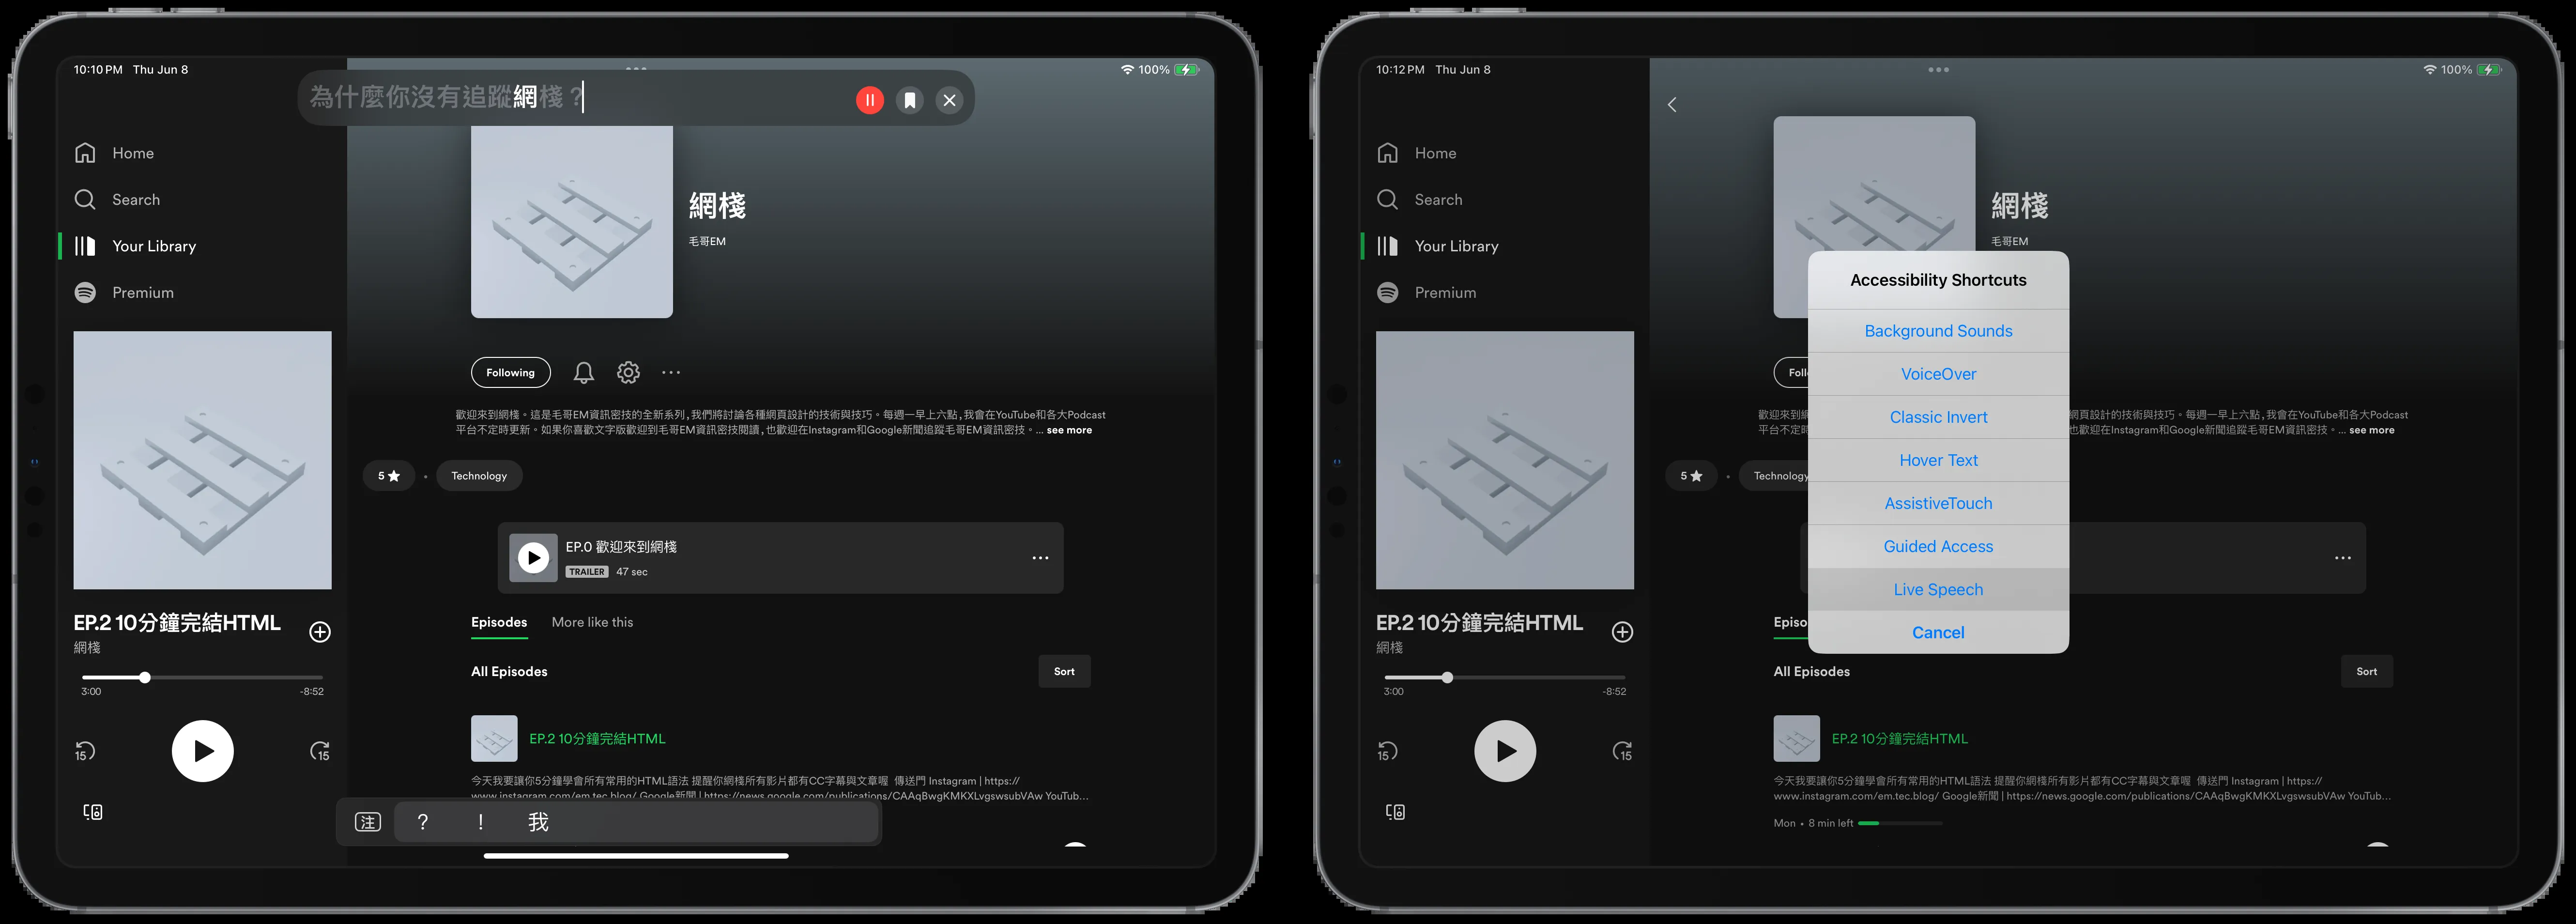 10:10 PM Thu Jun 8
100%
為什麼你沒有追蹤網棧？
Home
Search
Your Library
Premium
網棧
毛哥EM
Following
歡迎來到網棧。這是毛哥EM資訊密技的全新系列，我們將討論各種網頁設計的技術與技巧。每週一早上六點，我會在YouTube和各大Podcast
平台不定時更新。如果你喜歡文字版歡迎到毛哥EM資訊密技閱讀，也歡迎在Instagram和Google新聞追蹤毛哥EM資訊密技。... see more
5
Technology
EP.0 歡迎來到網棧
TRAILER 47 sec
EP.2 10分鐘完結HTML
網棧
3:00
-8:52
15
15
Episodes
More like this
All Episodes
Sort
EP.2 10分鐘完結HTML
今天我要讓你5分鐘學會所有常用的HTML語法 提醒你網棧所有影片都有CC字幕與文章喔 傳送門 Instagram | https://
www.instagram.com/em.tec.blog/ Google新聞 | https://news.google.com/publications/CAAqBwgKMKXLvgswsubVAw YouTub...
注
？
！
我
10:12 PM Thu Jun 8
100%
Home
Search
Your Library
Premium
網棧
毛哥EM
Accessibility Shortcuts
Background Sounds
VoiceOver
Classic Invert
Hover Text
AssistiveTouch
Guided Access
Live Speech
Cancel
Foll
歡迎來到網
網頁設計的技術與技巧。每週一早上六點，我會在YouTube和各大Podcast
平台不定時
也歡迎在Instagram和Google新聞追蹤毛哥EM資訊密技。... see more
5
Technology
EP.2 10分鐘完結HTML
網棧
3:00
-8:52
15
15
Episo
All Episodes
Sort
EP.2 10分鐘完結HTML
今天我要讓你5分鐘學會所有常用的HTML語法 提醒你網棧所有影片都有CC字幕與文章喔 傳送門 Instagram | https://
www.instagram.com/em.tec.blog/ Google新聞 | https://news.google.com/publications/CAAqBwgKMKXLvgswsubVAw YouTub...
Mon • 8 min left